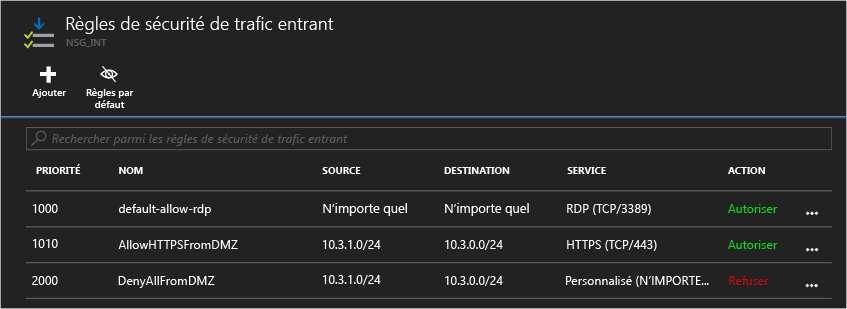 Règles de sécurité de trafic entrant
NSG_INT
Ajouter
Règles par
défaut
Rechercher parmi les règles de sécurité de trafic entrant
PRIORITÉ NOM SOURCE DESTINATION SERVICE ACTION
1000 default-allow-rdp N'importe quel N'importe quel RDP (TCP/3389) Autoriser ...
1010 AllowHTTPSFromDMZ 10.3.1.0/24 10.3.0.0/24 HTTPS (TCP/443) Autoriser ...
2000 DenyAllFromDMZ 10.3.1.0/24 10.3.0.0/24 Personnalisé (N'IMPORTE... Refuser ...